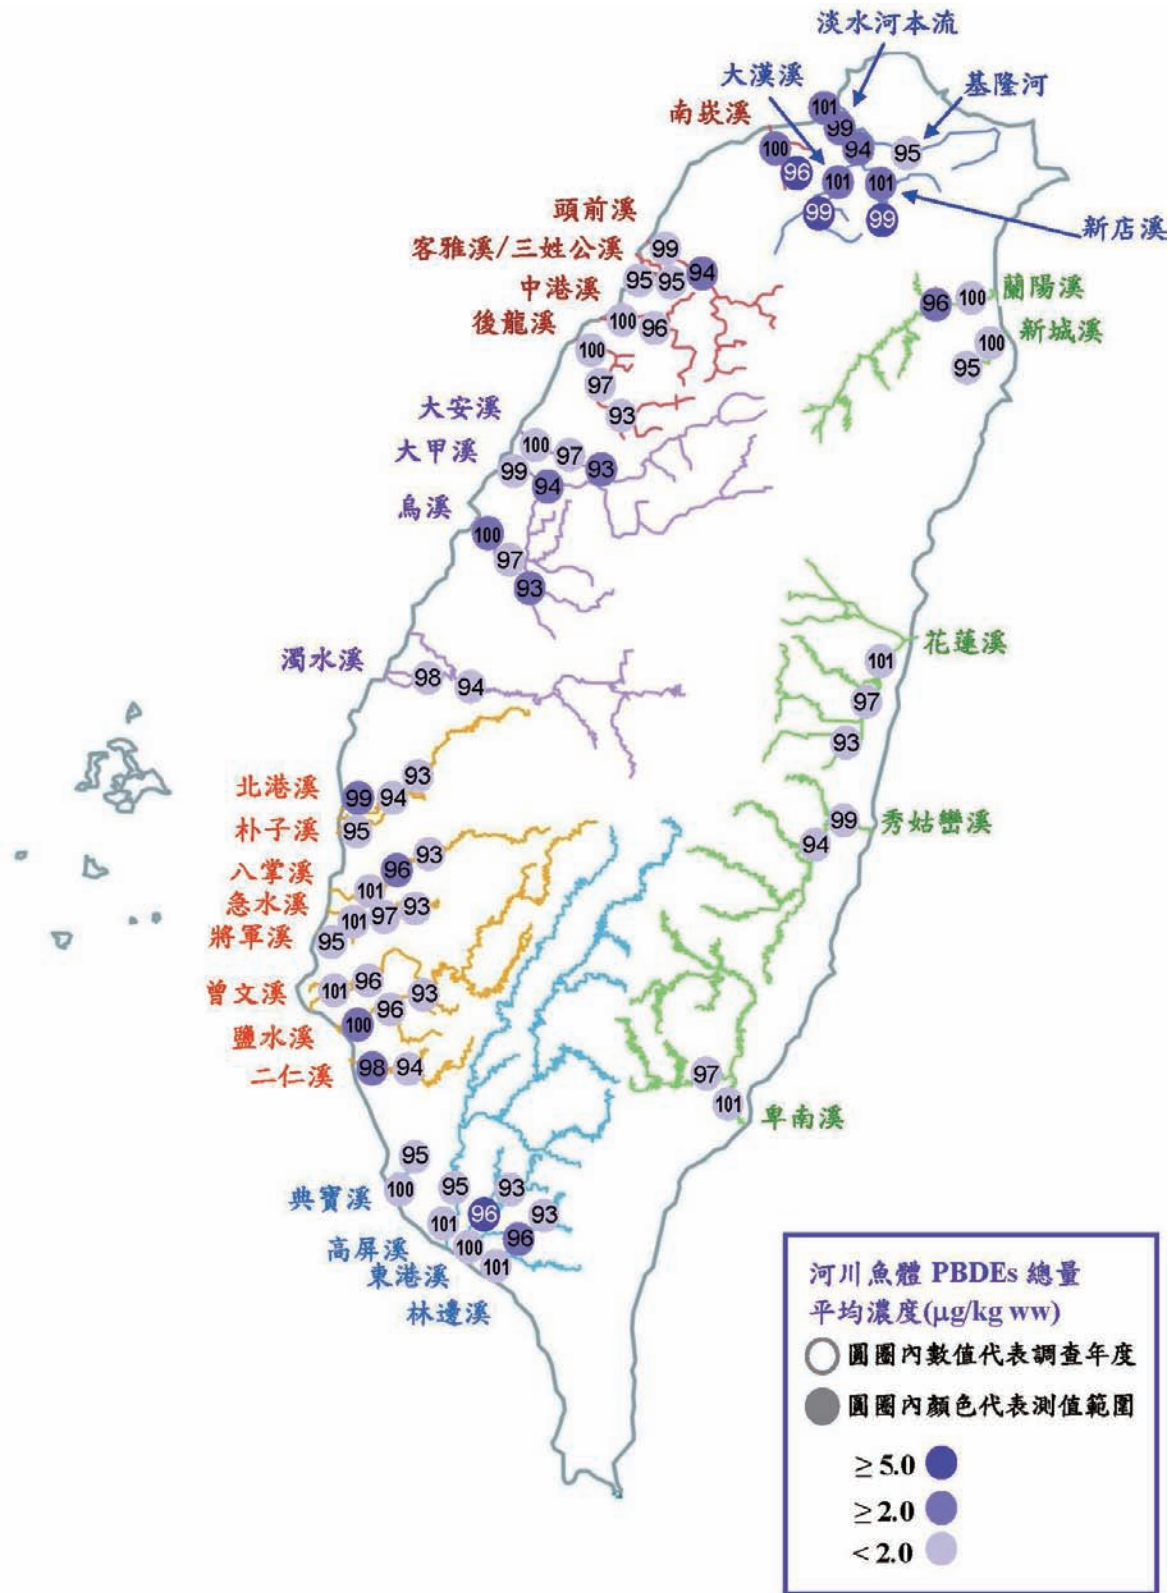 淡水河本流
大漢溪
基隆河
南崁溪
101
99
100
94
95
96
101
101
99
99
新店溪
頭前溪
客雅溪/三姓公溪
99
中港溪
95
95
94
後龍溪
100
96
96
100
蘭陽溪
新城溪
100
95
100
97
93
大安溪
100
97
93
大甲溪
99
94
烏溪
100
97
93
濁水溪
98
94
花蓮溪
101
97
93
北港溪
99
94
93
朴子溪
95
秀姑巒溪
99
94
八掌溪
101
96
93
急水溪
101
97
93
將軍溪
95
曾文溪
101
96
93
鹽水溪
100
96
二仁溪
98
94
97
101
卑南溪
95
典寶溪
100
95
93
高屏溪
101
96
93
東港溪
100
96
林邊溪
101
河川魚體 PBDEs 總量
平均濃度(μg/kg ww)
圓圈內數值代表調查年度
圓圈內顏色代表測值範圍
≥ 5.0
≥ 2.0
< 2.0